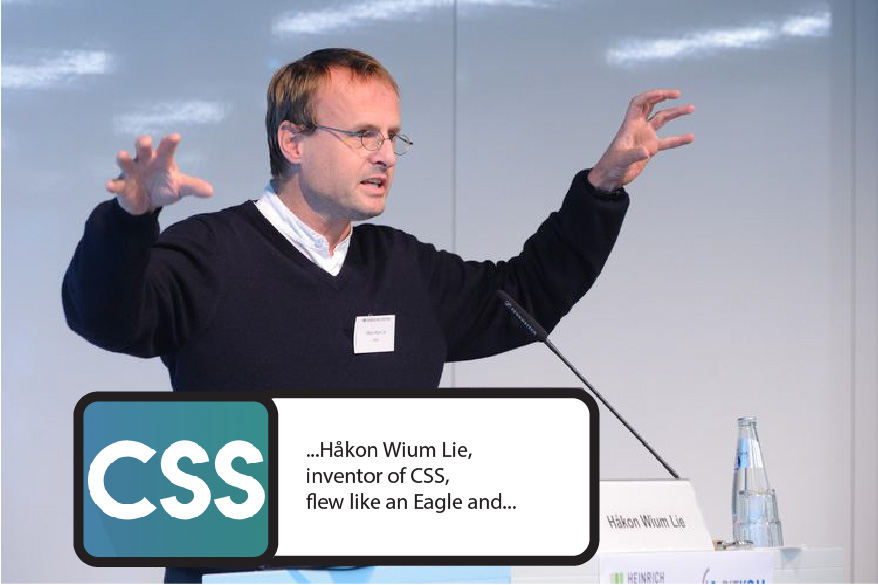 CSS
...Håkon Wium Lie,
inventor of CSS,
flew like an Eagle and...
Håkon Wium Lie
HEINRICH